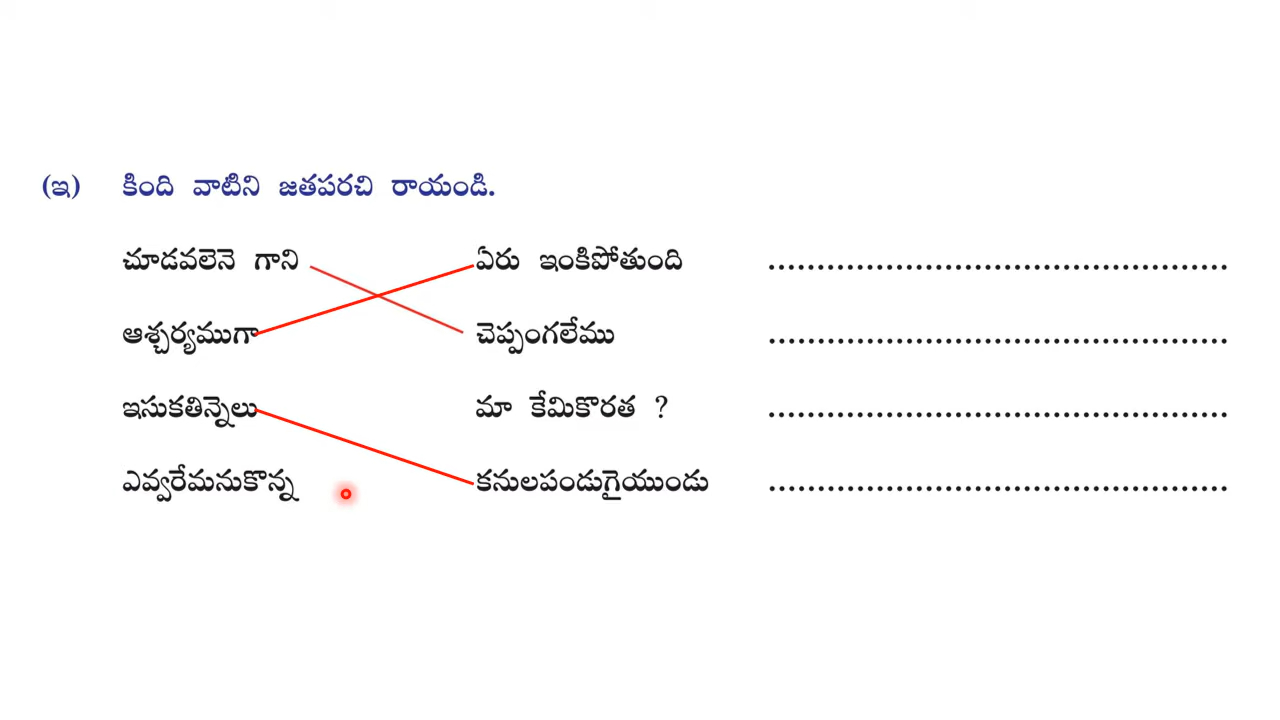 (ఇ) కింది వాటిని జతపరచి రాయండి.
చూడవలెనె గాని ఏరు ఇంకిపోతుంది ..............................................
ఆశ్చర్యముగా చెప్పంగలేము ..............................................
ఇసుకతిన్నెలు మా కేమికొరత ? ..............................................
ఎవ్వరేమనుకొన్న కనులపండుగైయుండు ..............................................